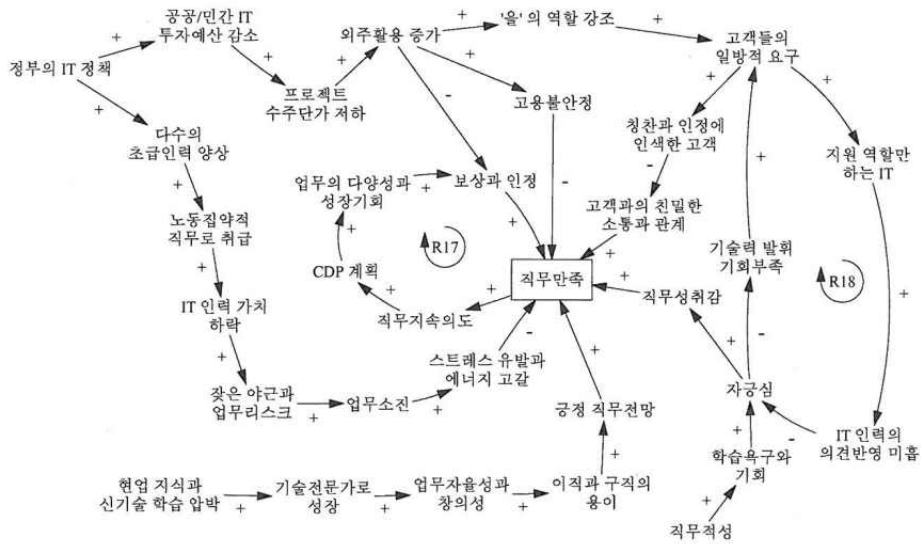 공공/민간 IT
투자예산 감소
외주활용 증가
'을' 의 역할 강조
고객들의
일방적 요구
정부의 IT 정책
프로젝트
수주단가 저하
고용불안정
칭찬과 인정에
인색한 고객
다수의
초급인력 양상
지원 역할만
하는 IT
업무의 다양성과
성장기회
보상과 인정
고객과의 친밀한
소통과 관계
노동집약적
직무로 취급
R17
기술력 발휘
기회부족
R18
CDP 계획
직무만족
직무성취감
IT 인력 가치
하락
직무지속의도
스트레스 유발과
에너지 고갈
잦은 야근과
업무리스크
업무소진
긍정 직무전망
자긍심
IT 인력의
의견반영 미흡
학습욕구와
기회
현업 지식과
신기술 학습 압박
기술전문가로
성장
업무자율성과
창의성
이직과 구직의
용이
직무적성